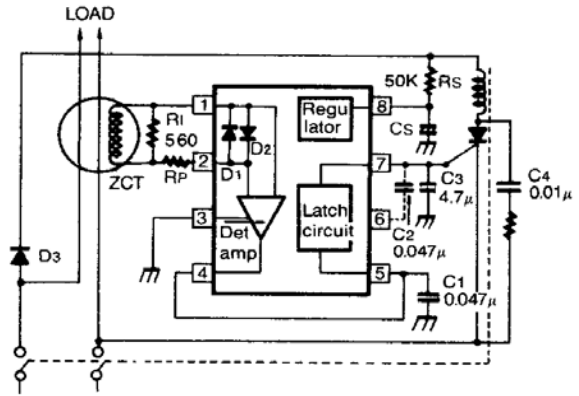 LOAD
ZCT
RI
560
RP
1
2
3
4
D1
D2
Det
amp
Regu
lator
Latch
circuit
8
7
6
5
50K
RS
CS
C2
0.047μ
C3
4.7μ
C1
0.047μ
C4
0.01μ
D3